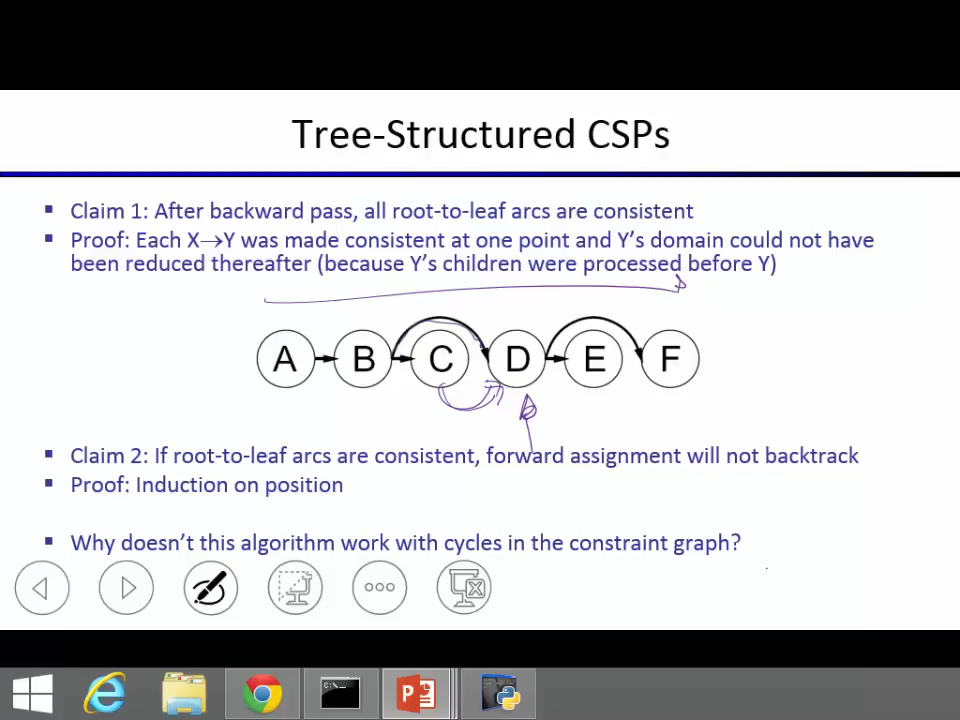 Tree-Structured CSPs
▪ Claim 1: After backward pass, all root-to-leaf arcs are consistent
▪ Proof: Each X→Y was made consistent at one point and Y's domain could not have
been reduced thereafter (because Y's children were processed before Y)
A B C D E F
▪ Claim 2: If root-to-leaf arcs are consistent, forward assignment will not backtrack
▪ Proof: Induction on position
▪ Why doesn't this algorithm work with cycles in the constraint graph?